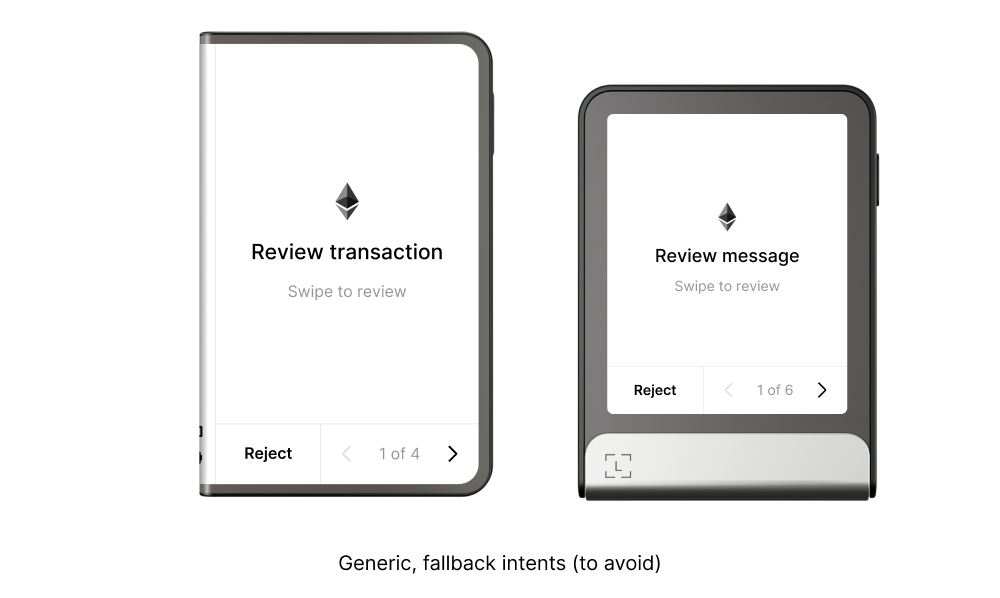 Review transaction
Swipe to review
Reject
1 of 4
Review message
Swipe to review
Reject
1 of 6
L
Generic, fallback intents (to avoid)